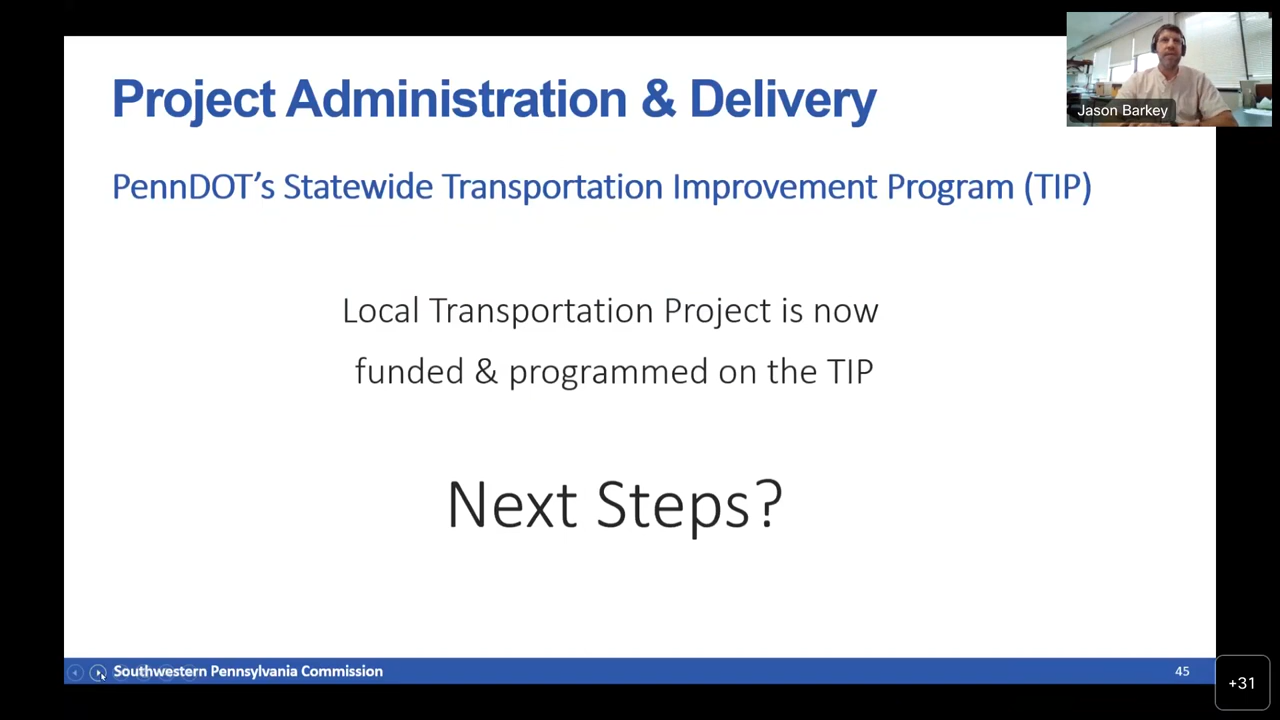 Project Administration & Delivery
Jason Barkey
PennDOT's Statewide Transportation Improvement Program (TIP)
Local Transportation Project is now
funded & programmed on the TIP
Next Steps?
Southwestern Pennsylvania Commission
45
+31